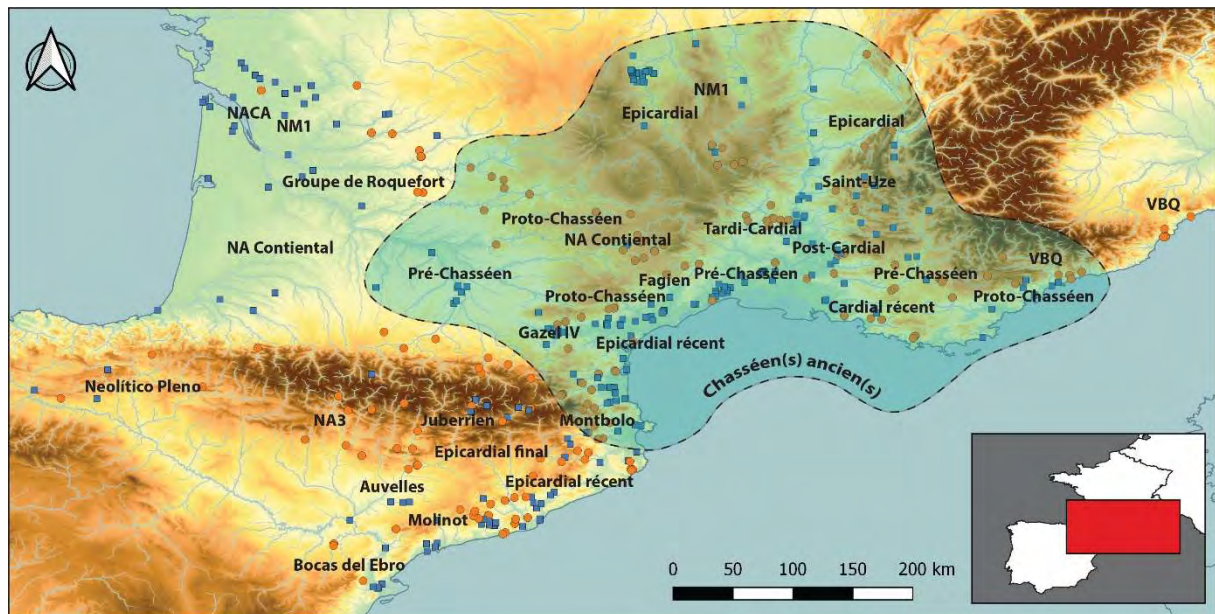 NM1
Epicardial
NACA
NM1
Epicardial
Groupe de Roquefort
Saint-Uze
VBQ
Proto-Chasséen
Tardi-Cardial
NA Contiental
NA Contiental
Post-Cardial
VBQ
Pré-Chasséen
Fagien
Pré-Chasséen
Pré-Chasséen
Proto-Chasséen
Proto-Chasséen
Cardial récent
Gazel IV
Epicardial récent
Chasséen(s) ancien(s)
Neolítico Pleno
NA3
Juberrien
Montbolo
Epicardial final
Epicardial récent
Auvelles
Molinot
Bocas del Ebro
0 50 100 150 200 km